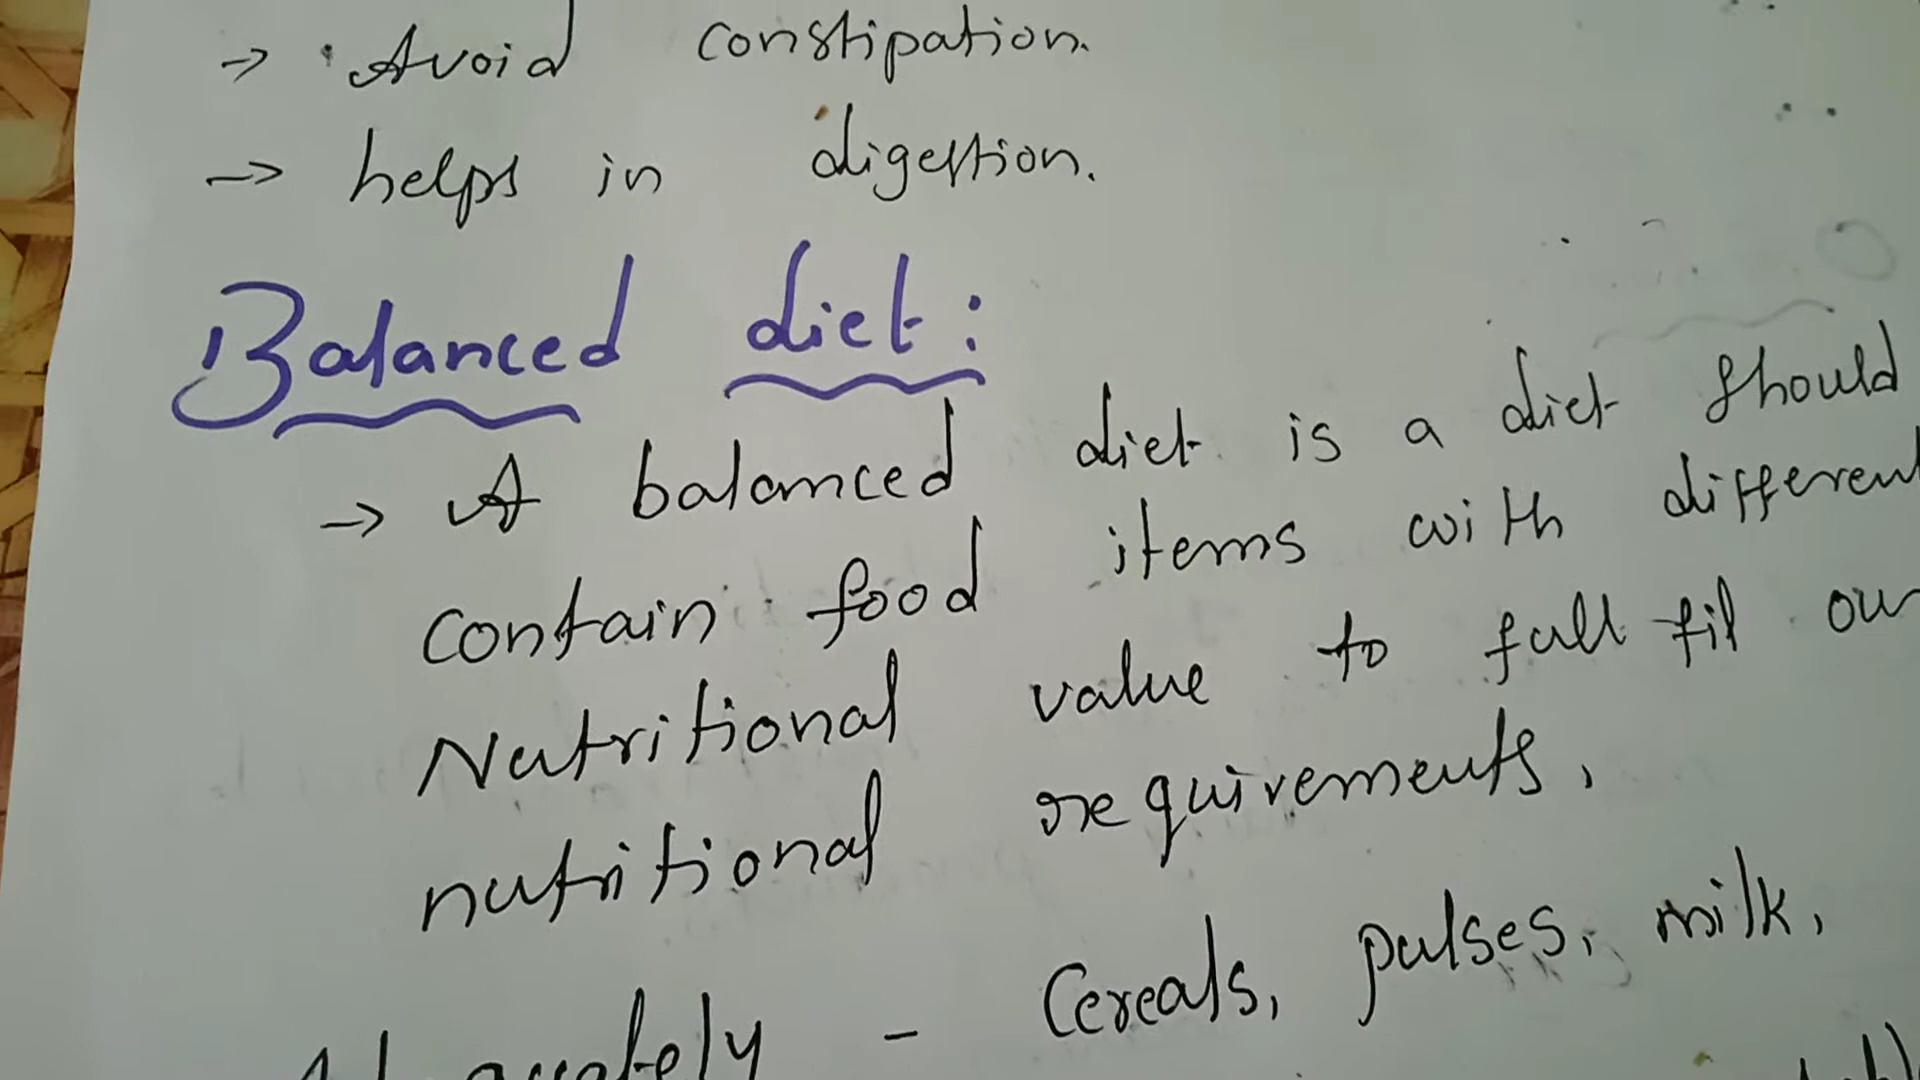 → Avoid constipation.
→ helps in digestion.
Balanced diet:
→ A balanced diet is a diet should
contain food items with different
Nutritional value to full fil our
nutritional requirements,
Cereals, pulses, milk,